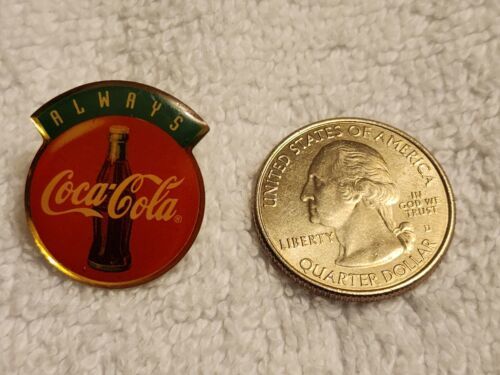 ALWAYS
Coca-Cola®
UNITED STATES OF AMERICA
LIBERTY
IN
GOD WE
TRUST
QUARTER DOLLAR